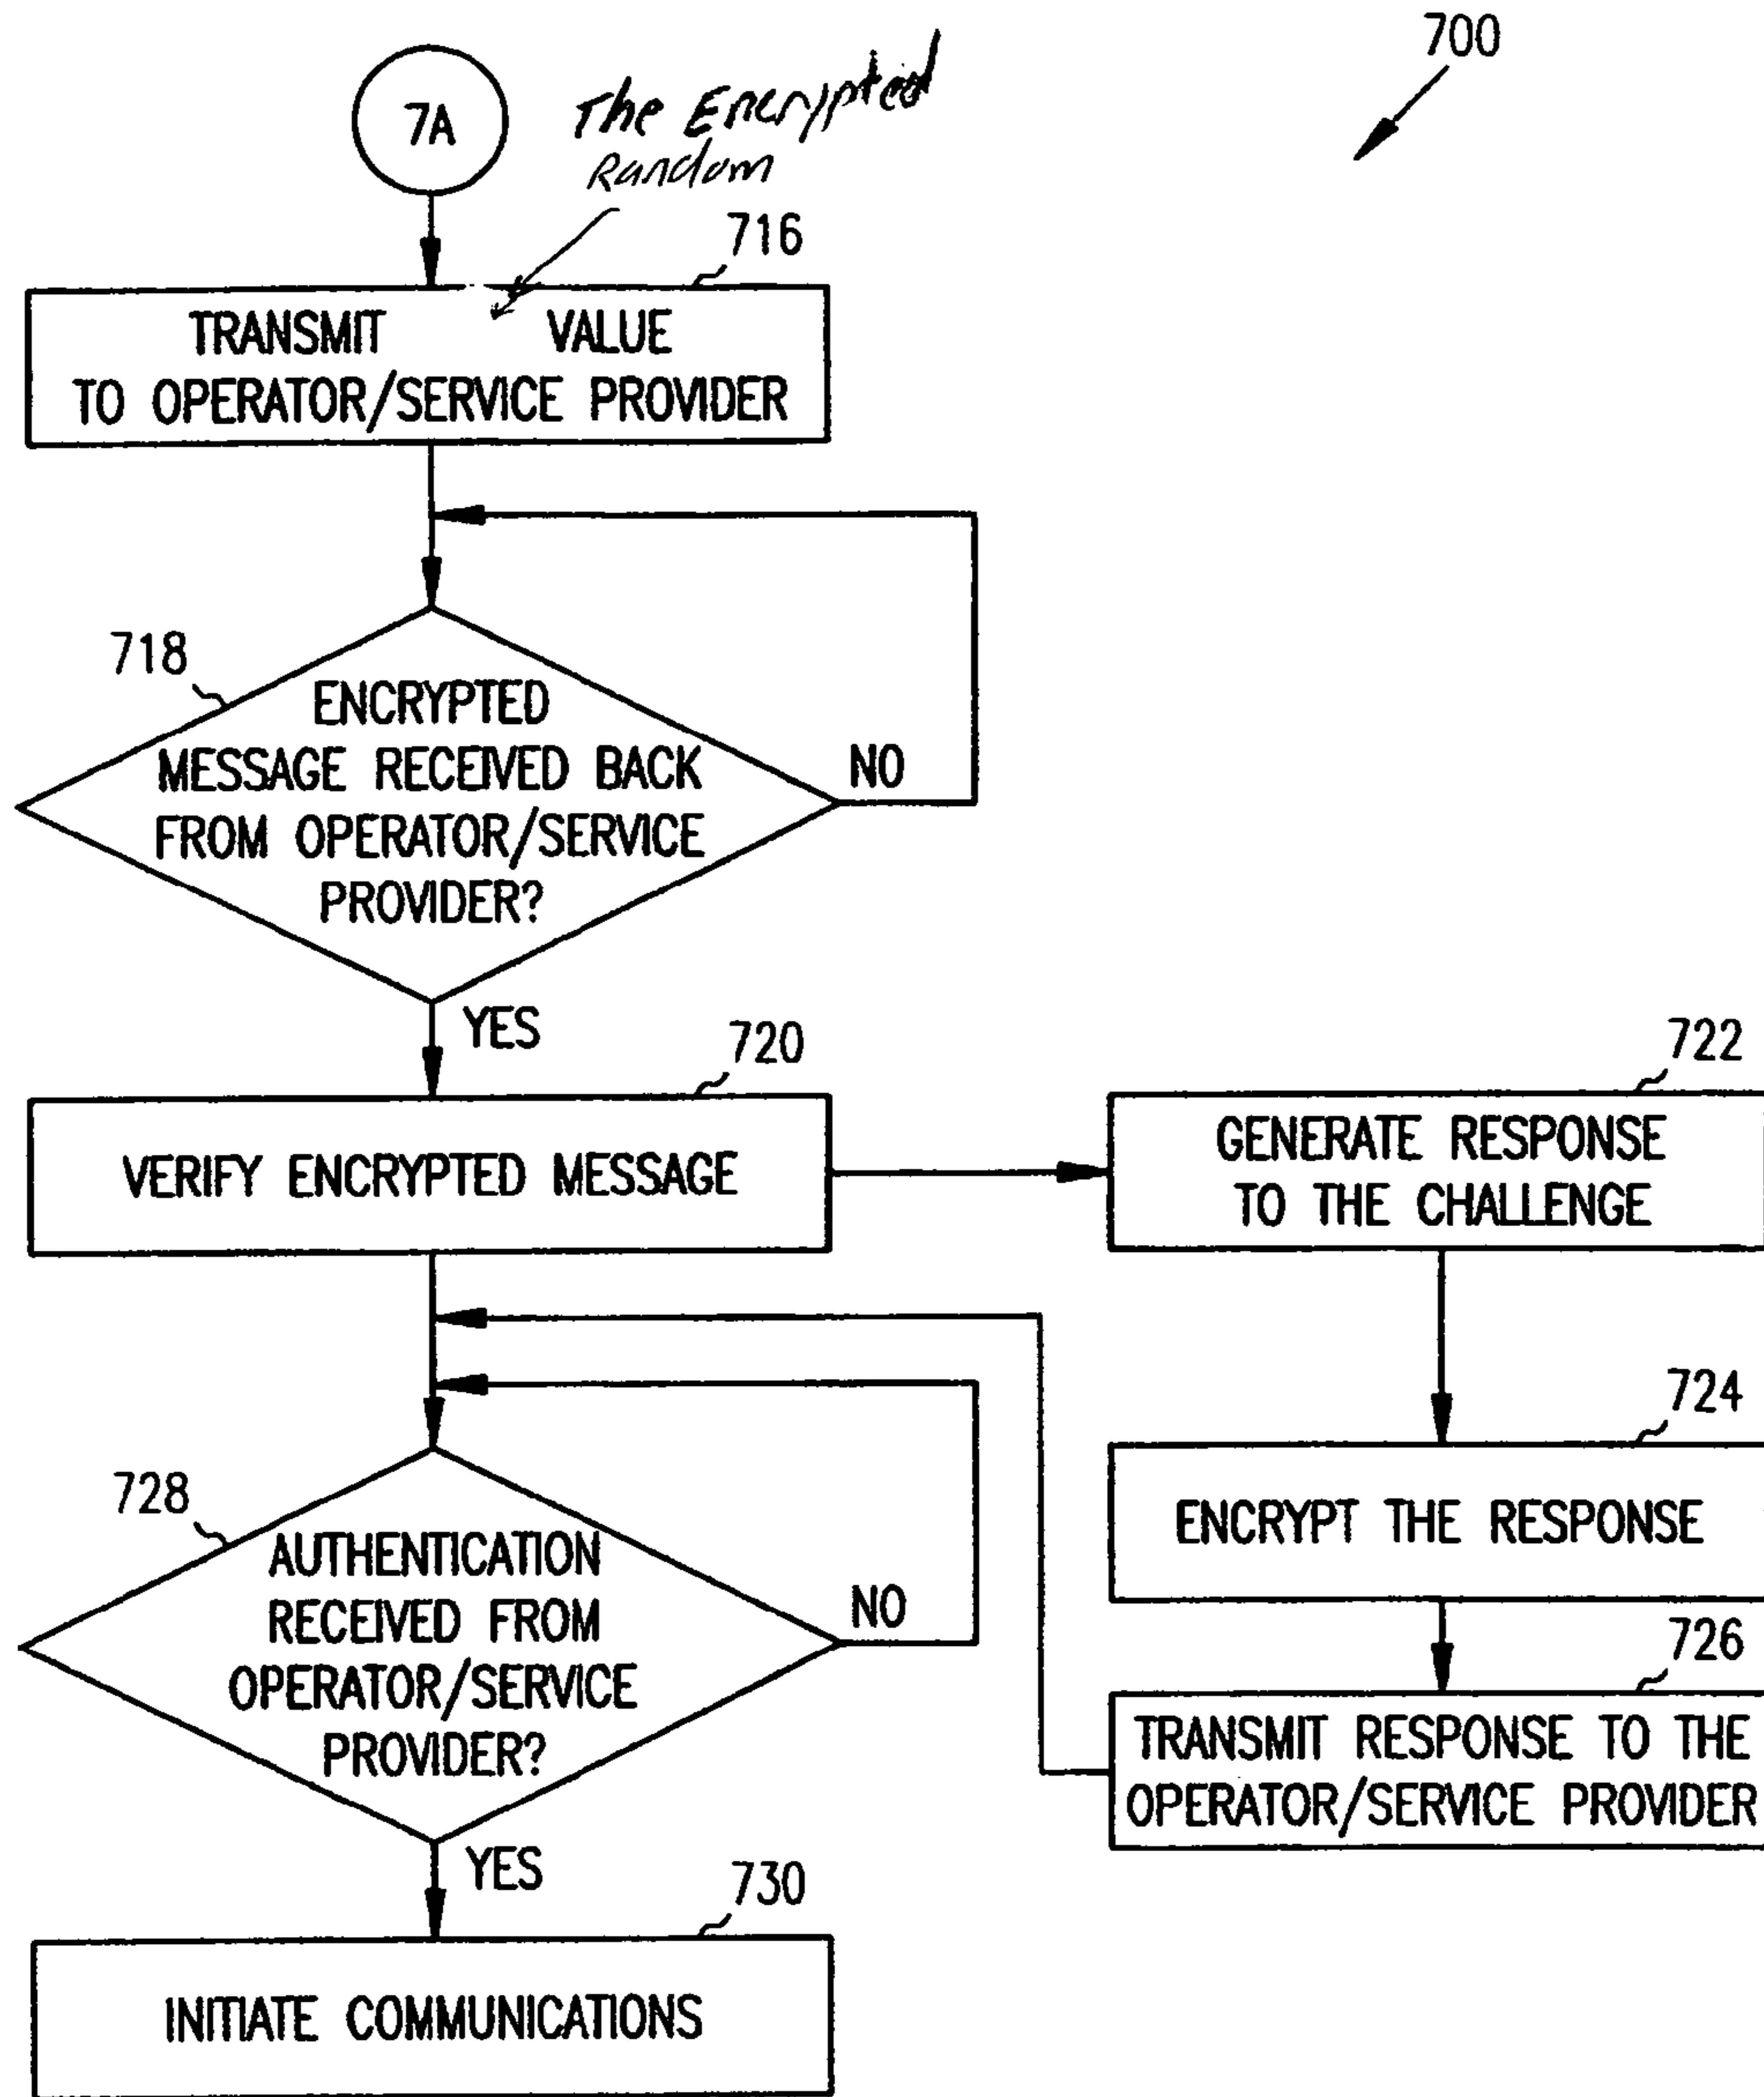 700
7A
The Encrypted
Random
716
TRANSMIT VALUE
TO OPERATOR/SERVICE PROVIDER
718
ENCRYPTED
MESSAGE RECEIVED BACK
FROM OPERATOR/SERVICE
PROVIDER?
NO
YES
720
VERIFY ENCRYPTED MESSAGE
722
GENERATE RESPONSE
TO THE CHALLENGE
724
ENCRYPT THE RESPONSE
726
TRANSMIT RESPONSE TO THE
OPERATOR/SERVICE PROVIDER
728
AUTHENTICATION
RECEIVED FROM
OPERATOR/SERVICE
PROVIDER?
NO
YES
730
INITIATE COMMUNICATIONS